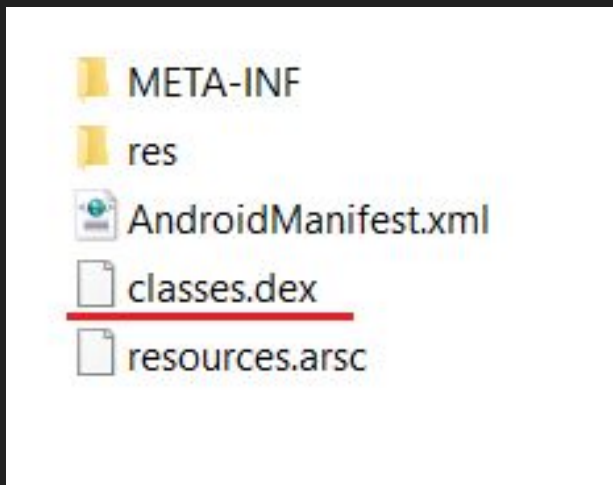 META-INF
res
AndroidManifest.xml
classes.dex
resources.arsc